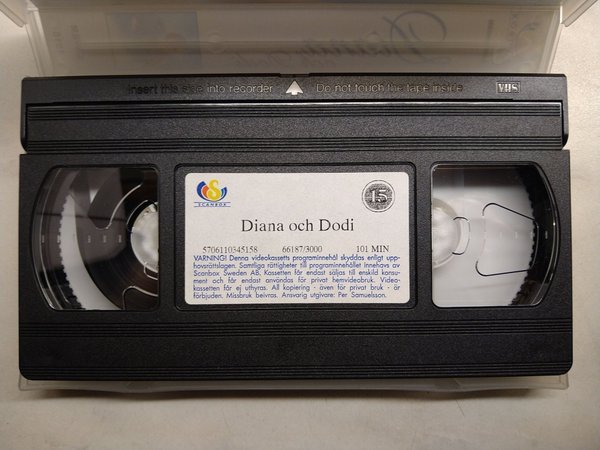 Insert this side into recorder
Do not touch the tape inside
VHS
SCANBOX
15
Diana och Dodi
5706110345158 66187/3000 101 MIN
VARNING! Denna videokassetts programinnehål skyddas enligt upp-
hovsrättslagen. Samtliga rättigheter till programinnehållet innehavs av
Scanbox Sweden AB. Kassetten får endast säljas till enskild konsu-
ment och får endast användas för privat hemvideobruk. Video-
kassetten får ej uthyras. All kopiering - även för privat bruk - är
förbjuden. Missbruk beivras. Ansvarig utgivare: Per Samuelsson.